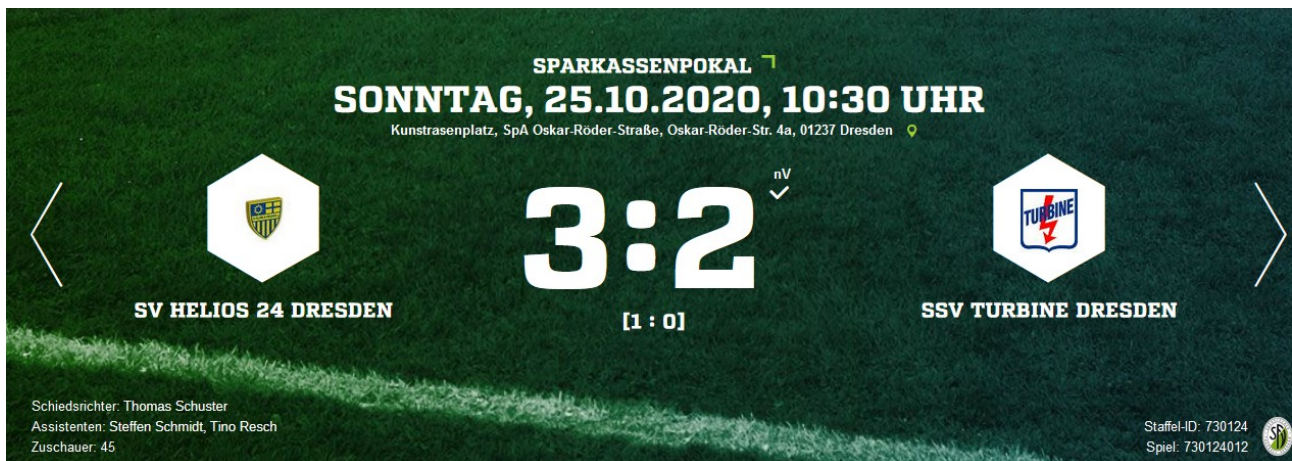 SPARKASSENPOKAL
SONNTAG, 25.10.2020, 10:30 UHR
Kunstrasenplatz, SpA Oskar-Röder-Straße, Oskar-Röder-Str. 4a, 01237 Dresden
nV
3:2
TURBINE
SV HELIOS 24 DRESDEN
SSV TURBINE DRESDEN
[1 : 0]
Schiedsrichter: Thomas Schuster
Assistenten: Steffen Schmidt, Tino Resch
Zuschauer: 45
Staffel-ID: 730124
Spiel: 730124012
SFV